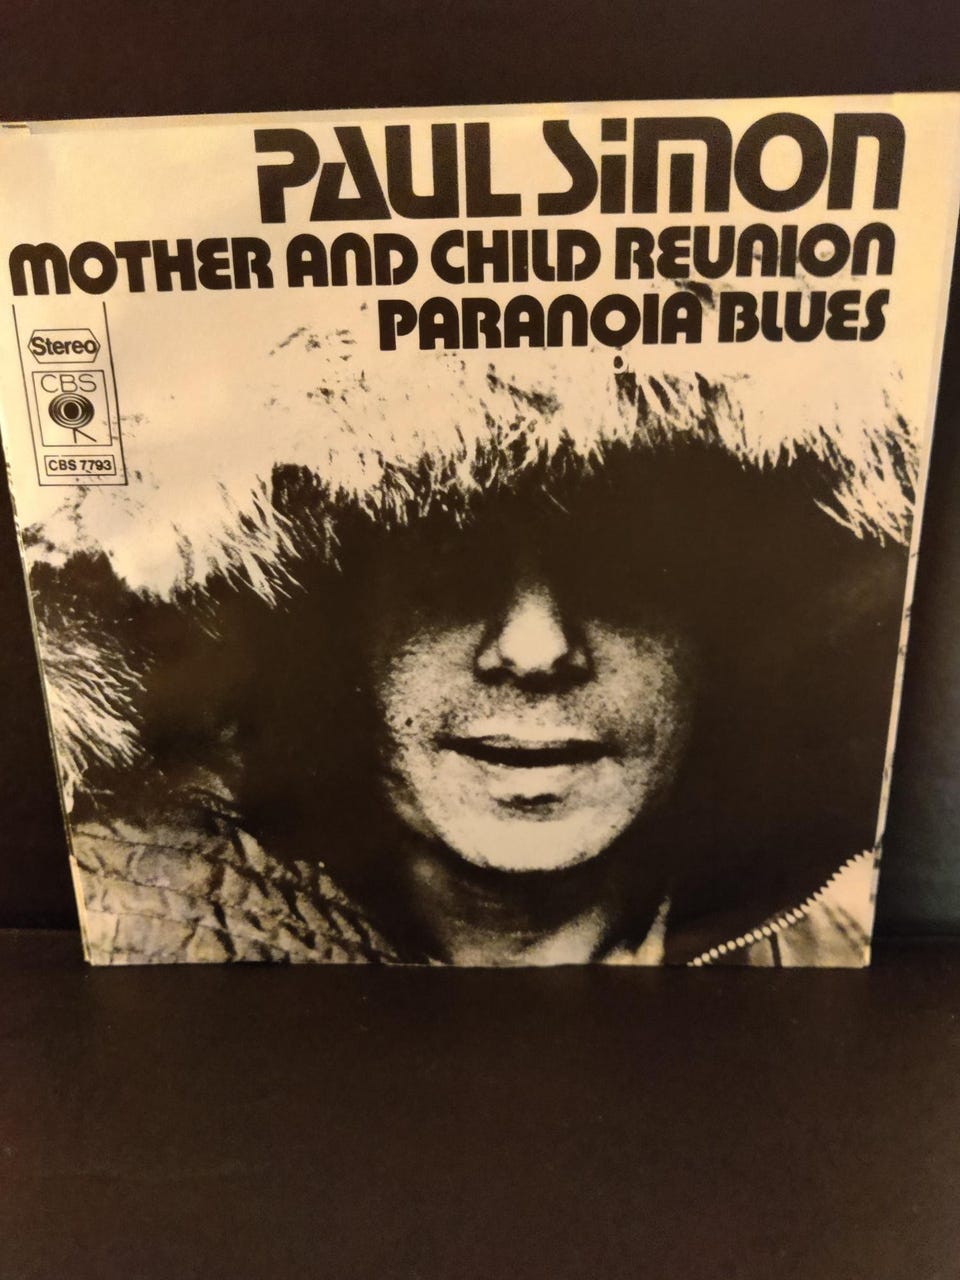 PAUL SiMON
MOTHER AND CHILD REUNION
PARANOIA BLUES
Stereo
CBS
CBS 7793